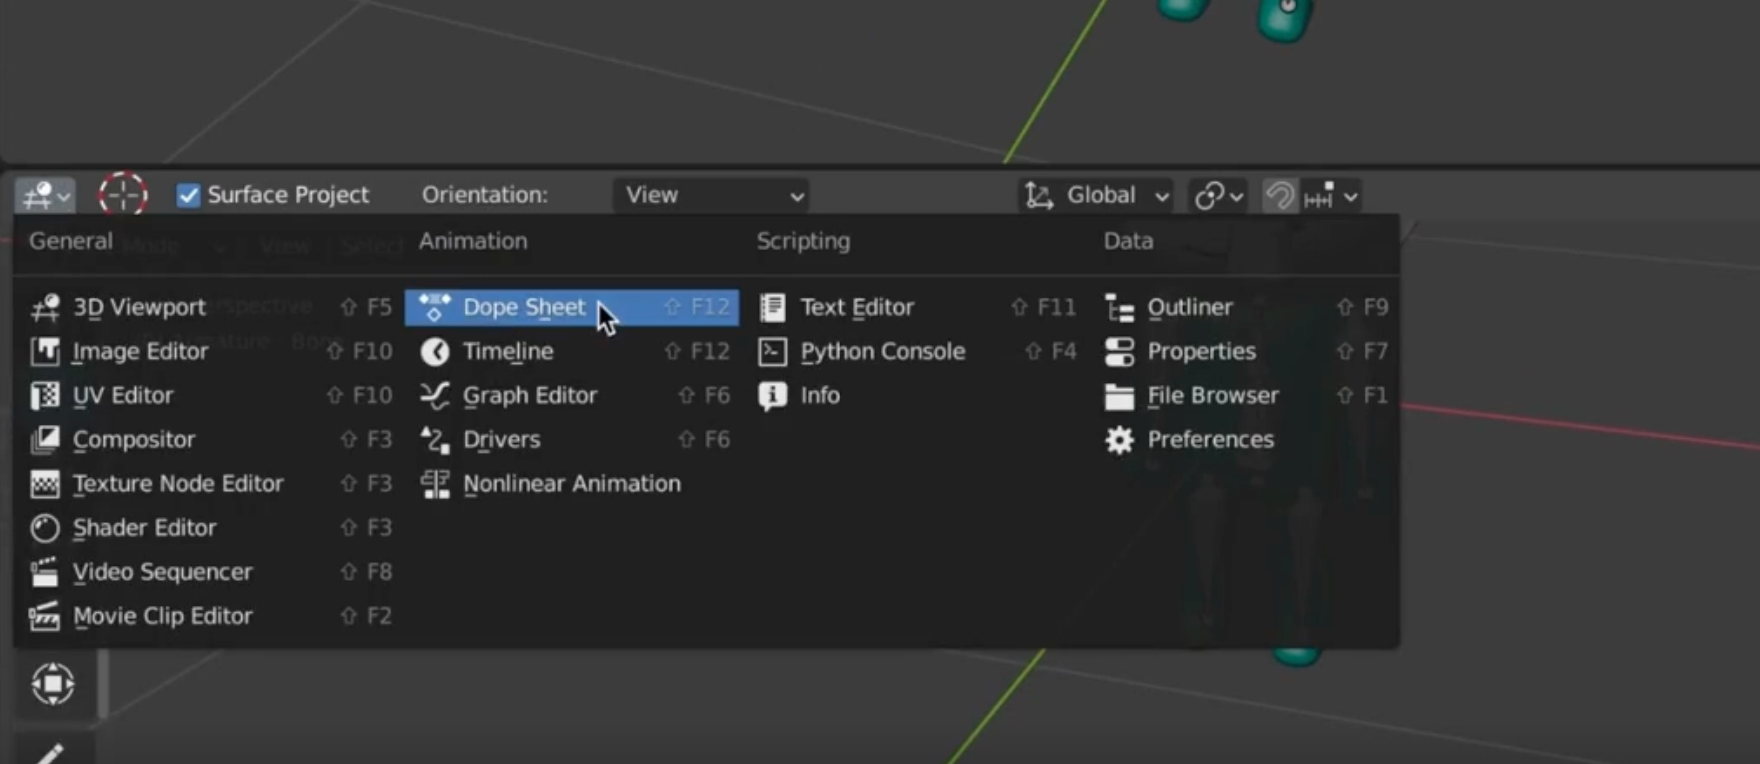 Surface Project Orientation: View Global
General Animation Scripting Data
3D Viewport ⇧ F5 Dope Sheet ⇧ F12 Text Editor ⇧ F11 Outliner ⇧ F9
Image Editor ⇧ F10 Timeline ⇧ F12 Python Console ⇧ F4 Properties ⇧ F7
UV Editor ⇧ F10 Graph Editor ⇧ F6 Info File Browser ⇧ F1
Compositor ⇧ F3 Drivers ⇧ F6 Preferences
Texture Node Editor ⇧ F3 Nonlinear Animation
Shader Editor ⇧ F3
Video Sequencer ⇧ F8
Movie Clip Editor ⇧ F2